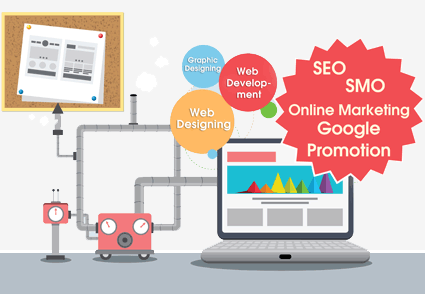 Graphic
Designing
Web
Develop-
ment
Web
Designing
SEO
SMO
Online Marketing
Google
Promotion